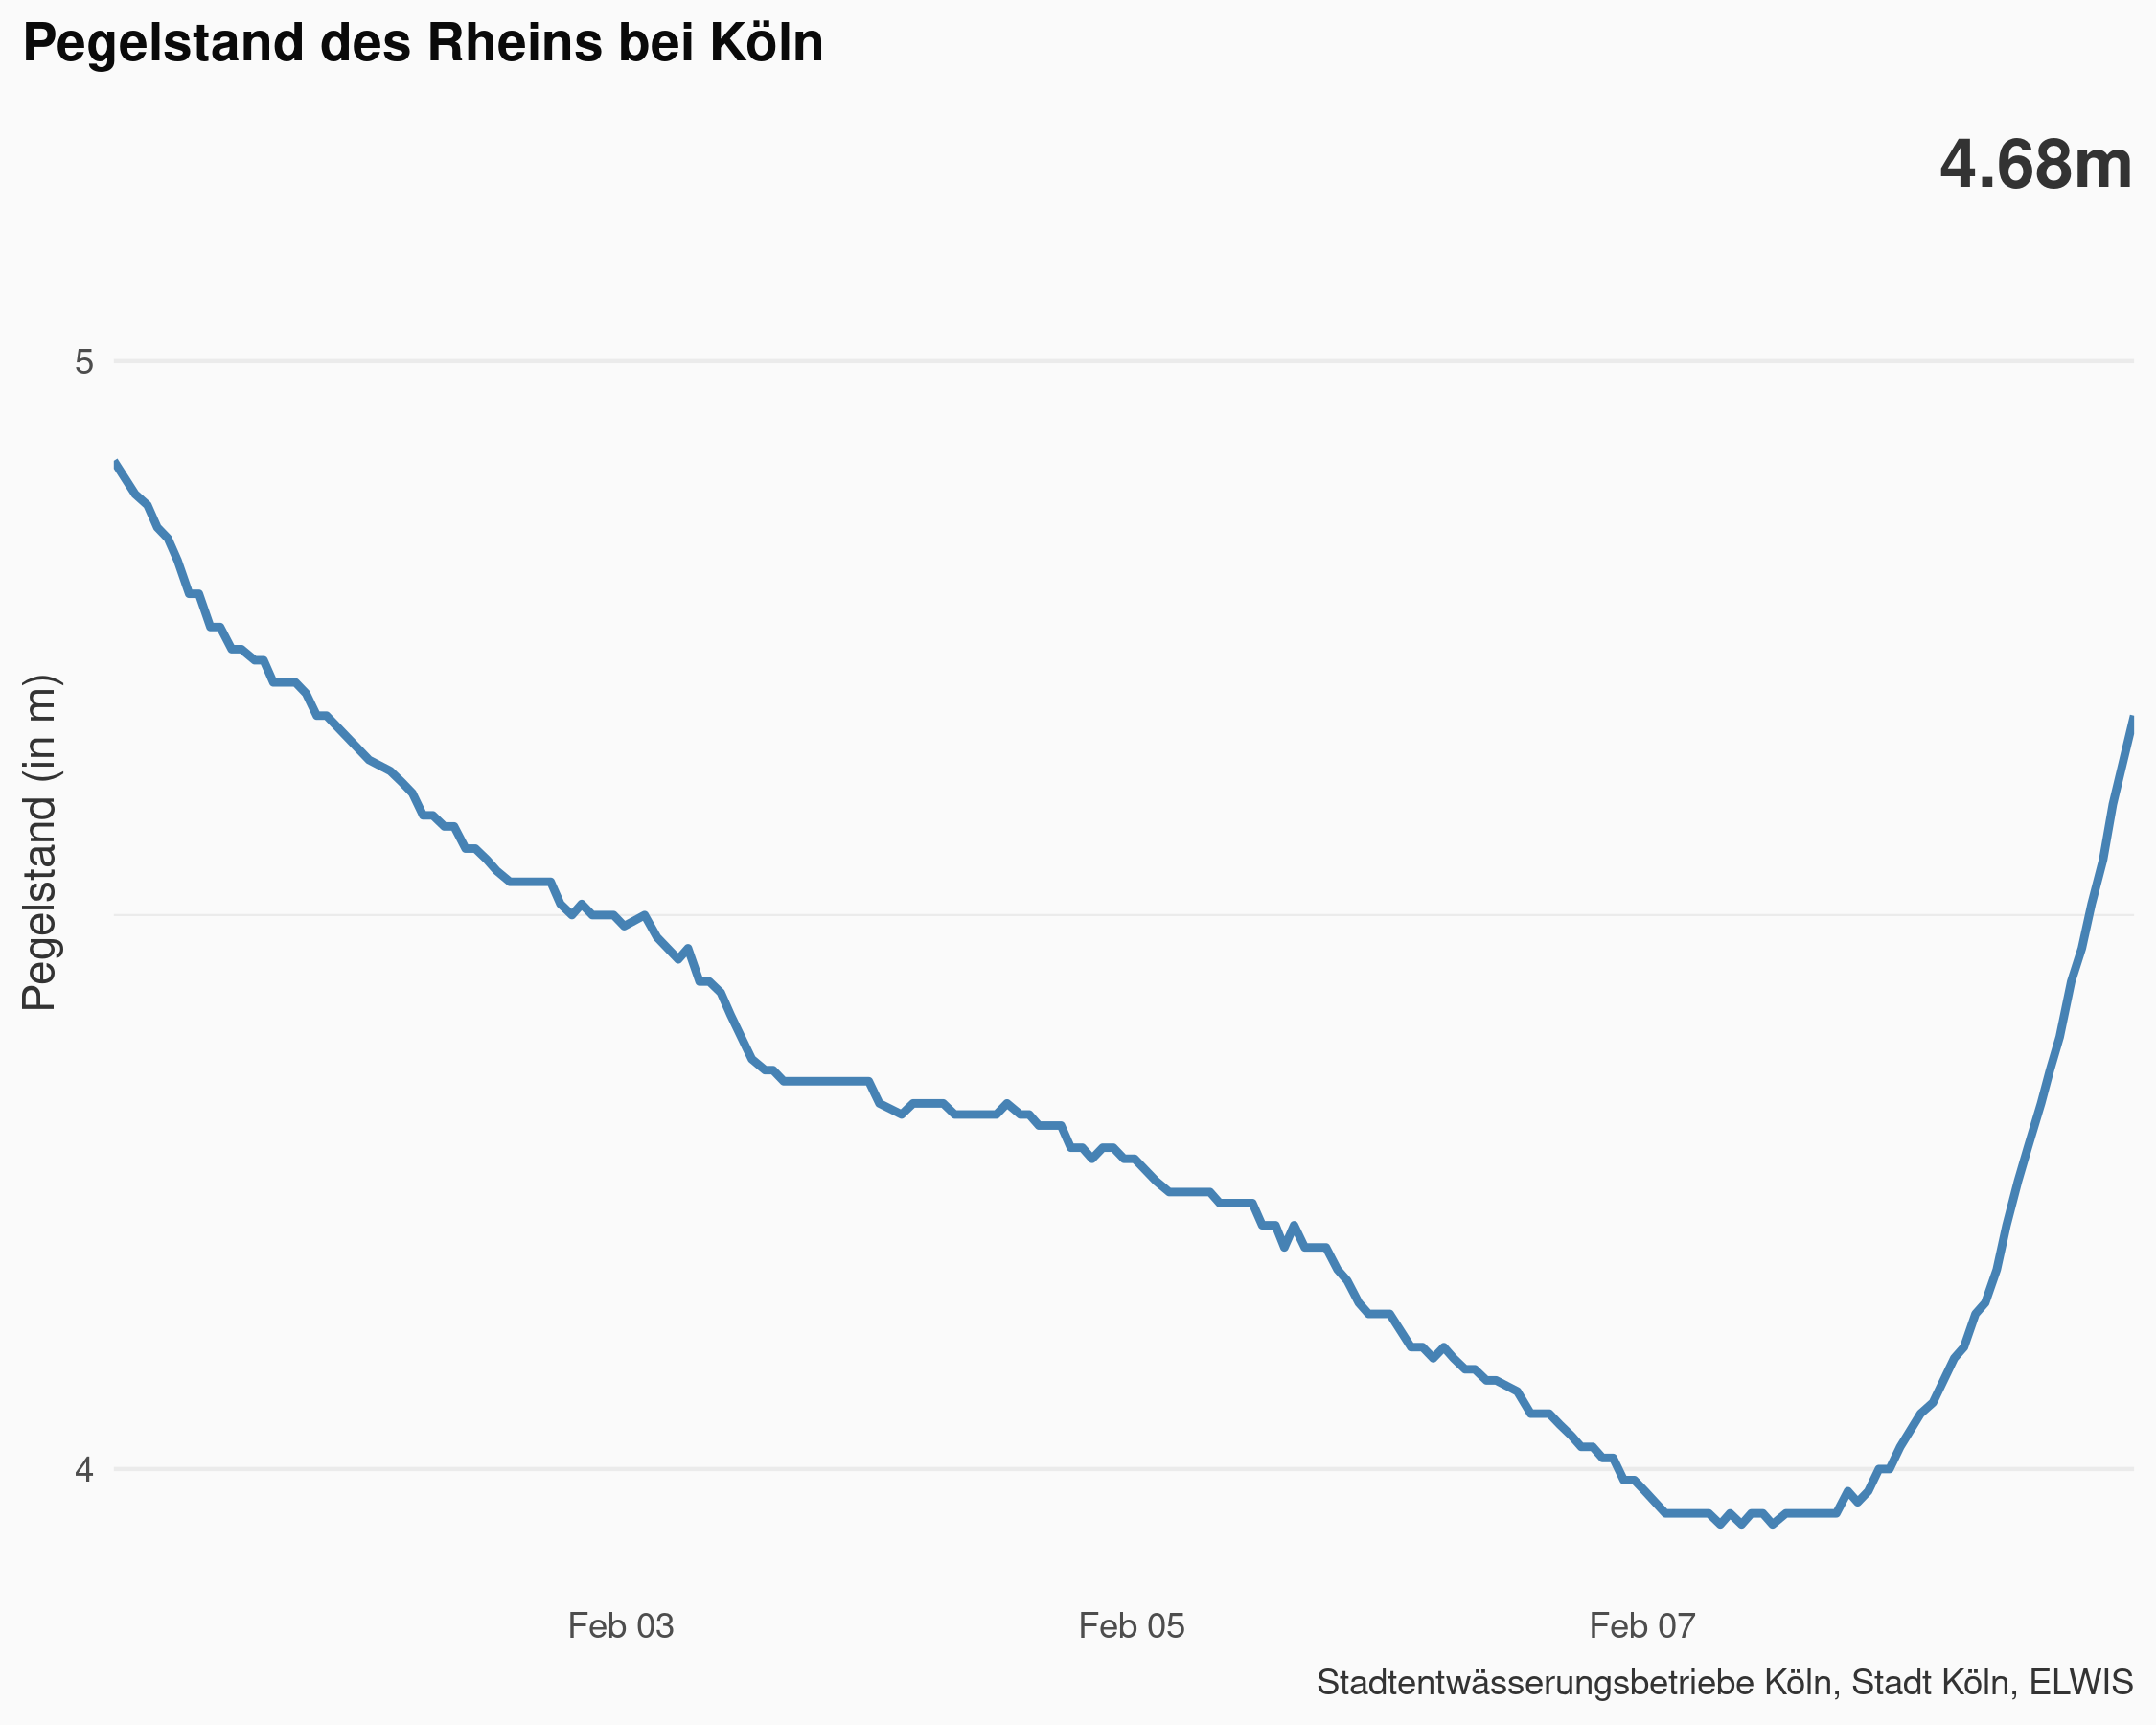 Pegelstand des Rheins bei Köln
4.68m
5
Pegelstand (in m)
4
Feb 03 Feb 05 Feb 07
Stadtentwässerungsbetriebe Köln, Stadt Köln, ELWIS